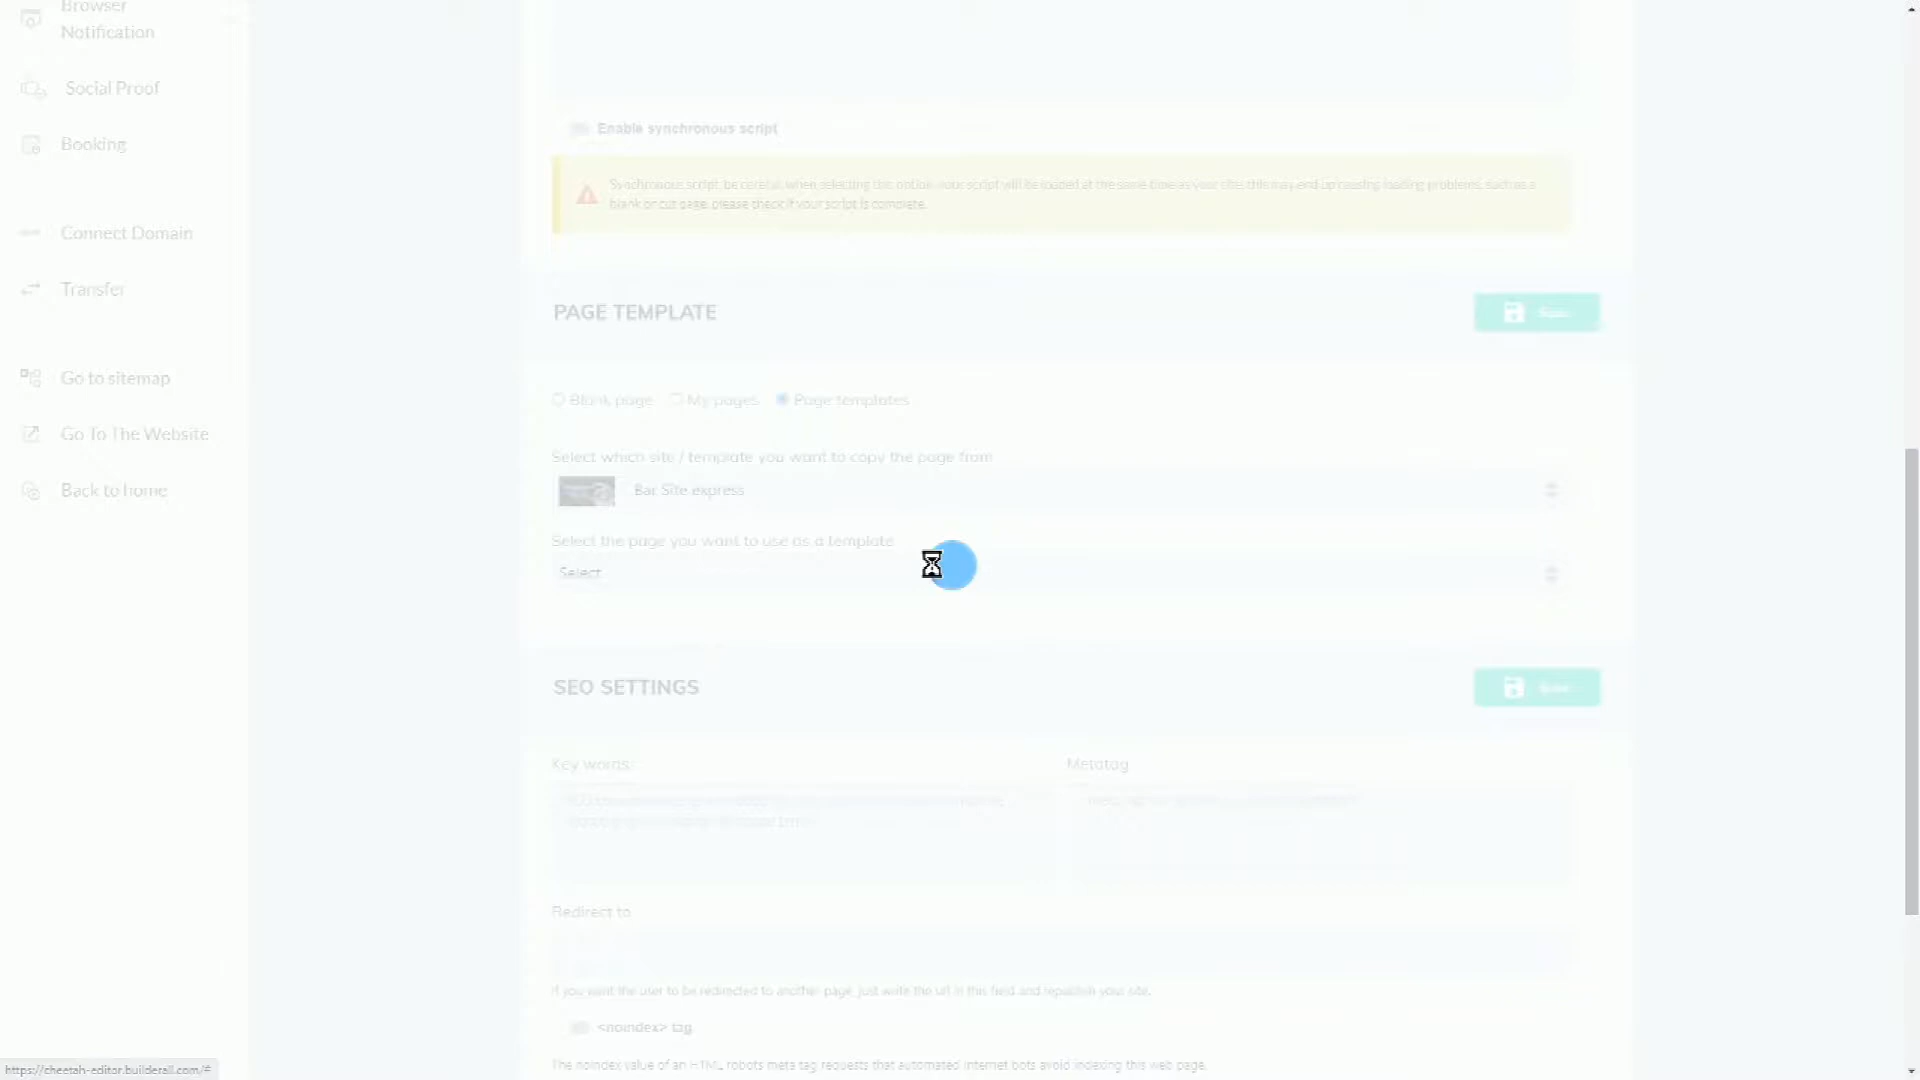 Browser
Notification
Social Proof
Booking
Connect Domain
Transfer
Go to sitemap
Go To The Website
Back to home
Enable synchronous script
Synchronous script, be careful when selecting this option, your script will be loaded at the same time as your site, this may end up causing loading problems, such as a
blank or cut page, please check if your script is complete.
PAGE TEMPLATE
Save
Blank page My pages Page templates
Select which site / template you want to copy the page from
Bar Site express
Select the page you want to use as a template
Select
SEO SETTINGS
Save
Key words:
Metatag
Redirect to
If you want the user to be redirected to another page, just write the url in this field and republish your site.
<noindex> tag
The noindex value of an HTML robots meta tag requests that automated Internet bots avoid indexing this web page.
https://cheetah-editor.builderall.com/#